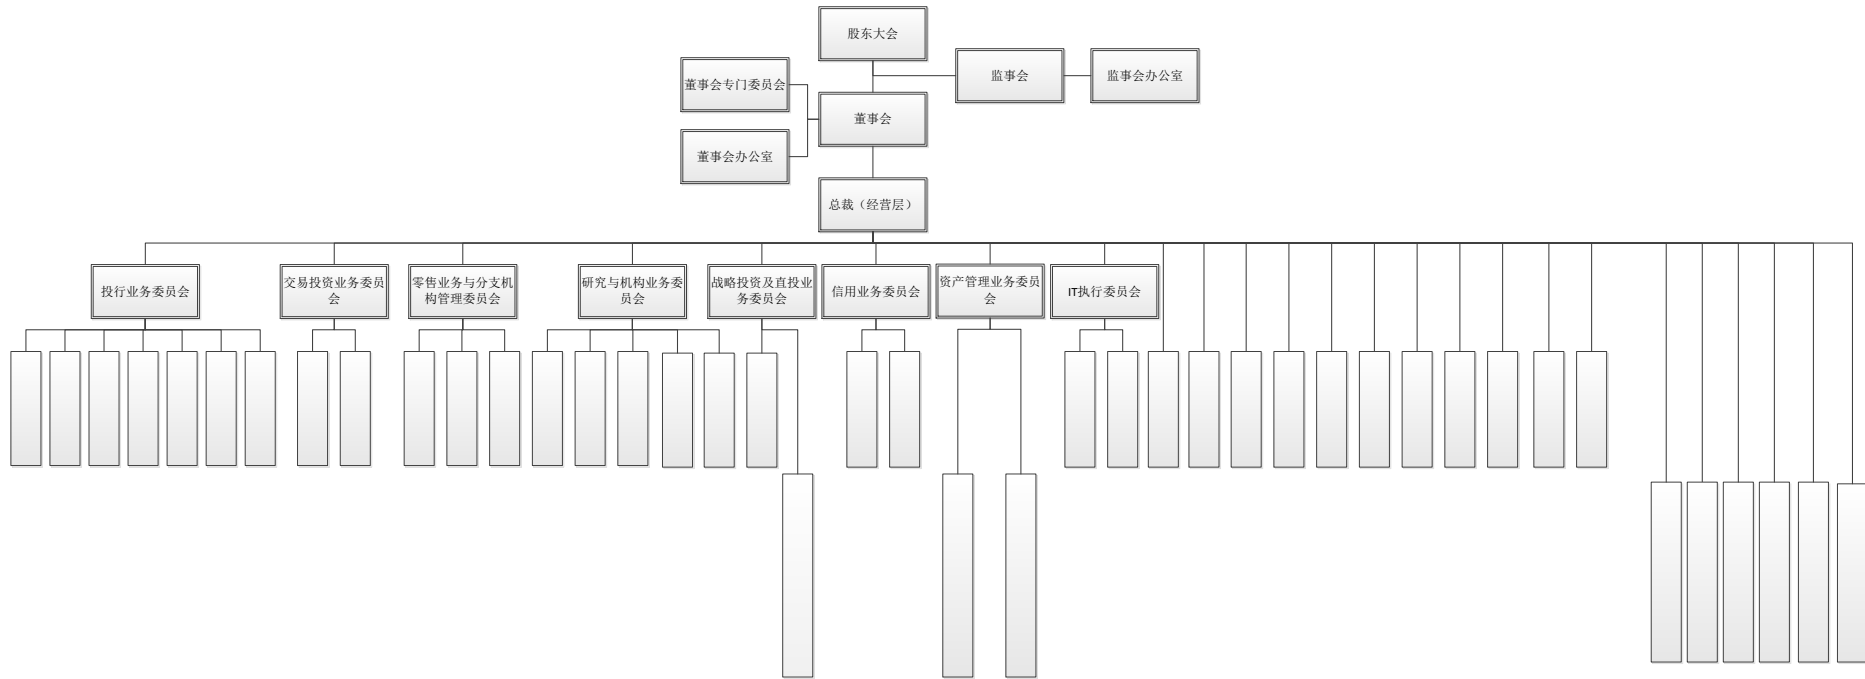 股东大会
监事会
监事会办公室
董事会专门委员会
董事会
董事会办公室
总裁（经营层）
投行业务委员会
交易投资业务委员
会
零售业务与分支机
构管理委员会
研究与机构业务委
员会
战略投资及直投业
务委员会
信用业务委员会
资产管理业务委员
会
IT执行委员会